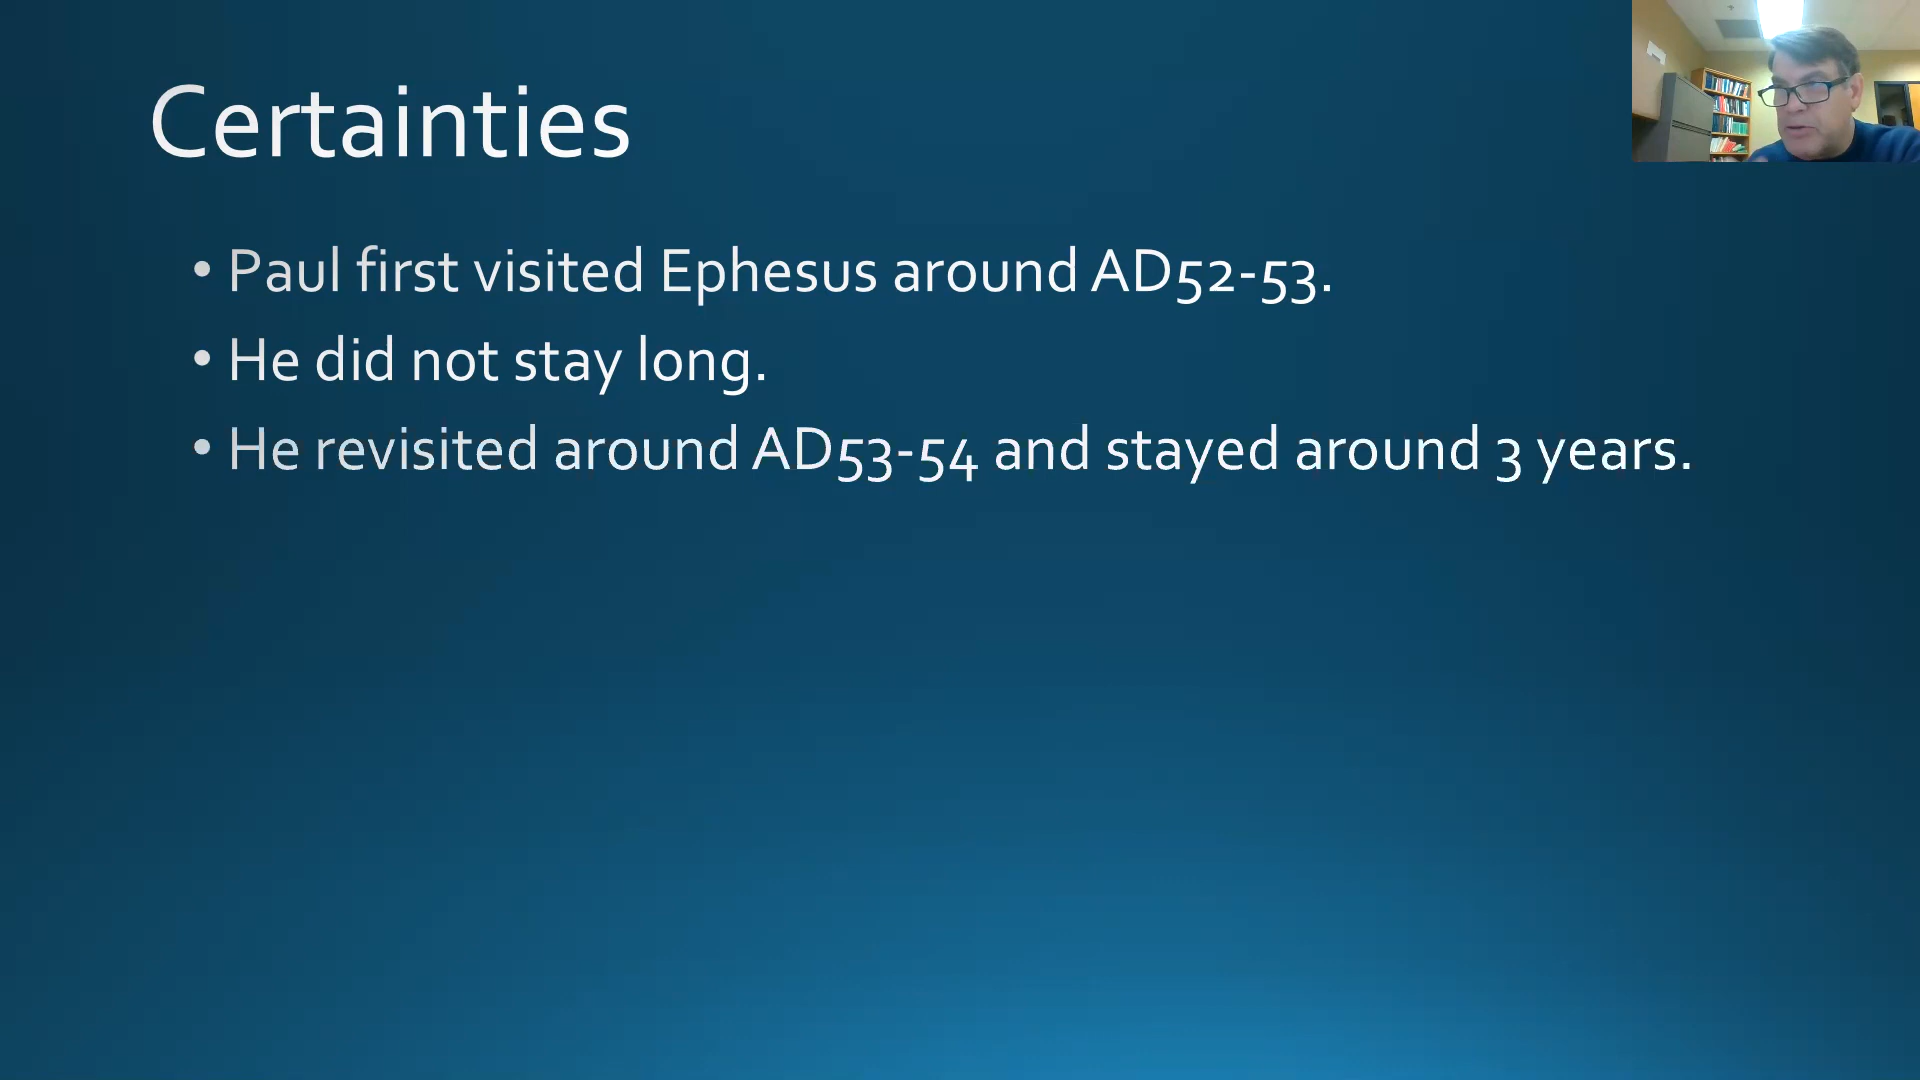 Certainties
• Paul first visited Ephesus around AD52-53.
• He did not stay long.
• He revisited around AD53-54 and stayed around 3 years.